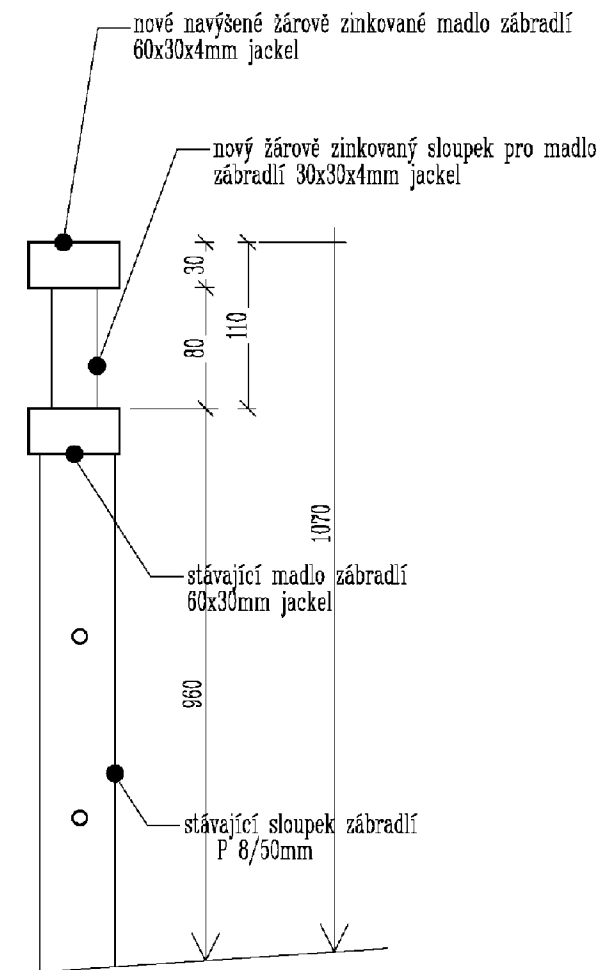 nové navýšené žárově zinkované madlo zábradlí
60x30x4mm jackel
nový žárově zinkovaný sloupek pro madlo
zábradlí 30x30x4mm jackel
30
80
110
1070
stávající madlo zábradlí
60x30mm jackel
960
stávající sloupek zábradlí
P 8/50mm